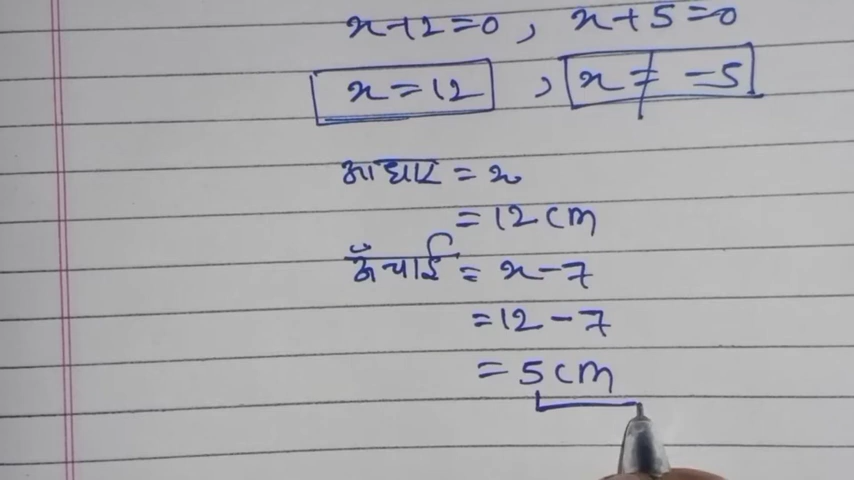 x+12=0, x+5=0
x=12, x≠-5
आधार = x
= 12 cm
ऊँचाई = x-7
= 12-7
= 5 cm